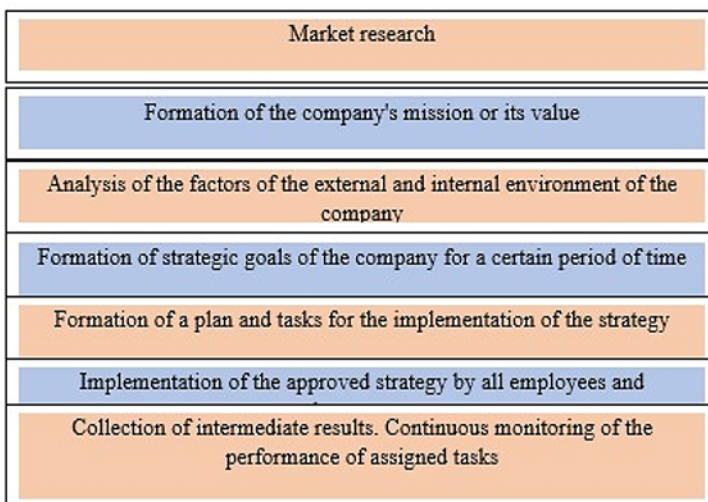 Market research
Formation of the company's mission or its value
Analysis of the factors of the external and internal environment of the
company
Formation of strategic goals of the company for a certain period of time
Formation of a plan and tasks for the implementation of the strategy
Implementation of the approved strategy by all employees and
Collection of intermediate results. Continuous monitoring of the
performance of assigned tasks